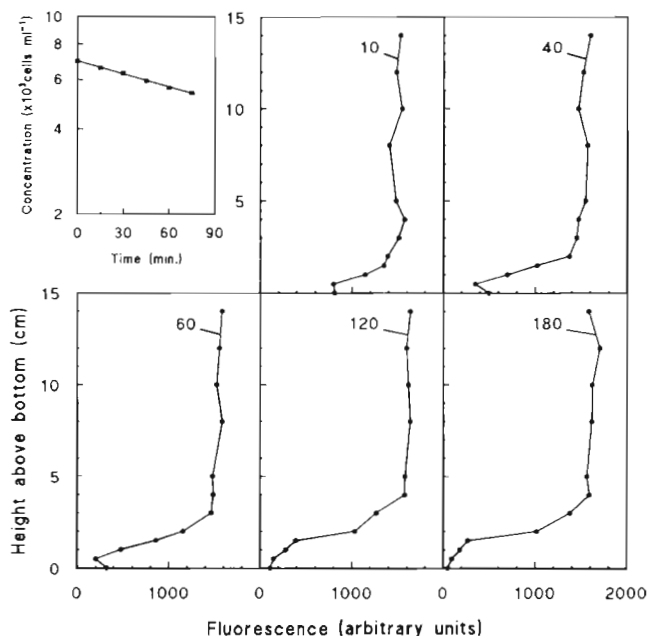 Concentration (x10³cells ml⁻¹)
10
8
6
4
2
0 30 60 90
Time (min.)
15
10
5
10
40
Height above bottom (cm)
15
10
5
0
60
120
180
0 1000 0 1000 0 1000 2000
Fluorescence (arbitrary units)